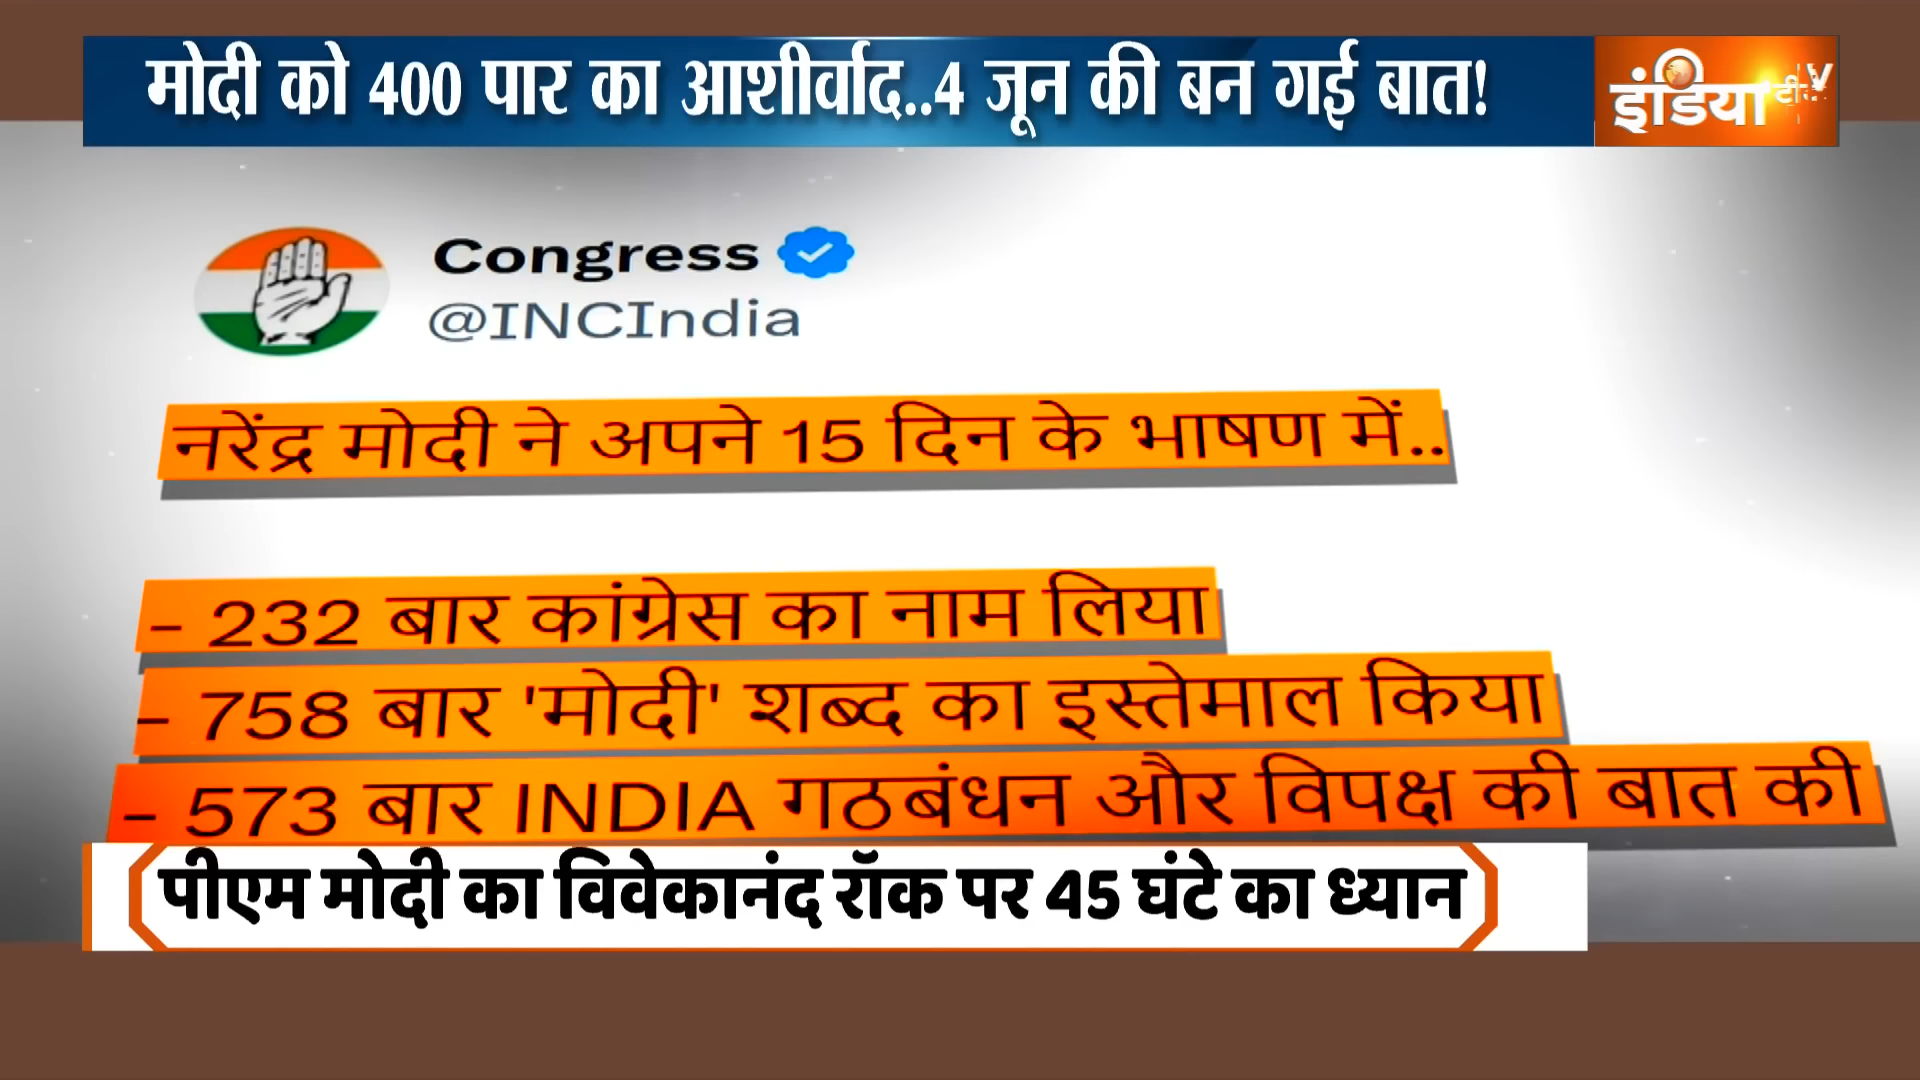 मोदी को 400 पार का आशीर्वाद..4 जून की बन गई बात!
इंडिया टी
Congress
@INCIndia
नरेंद्र मोदी ने अपने 15 दिन के भाषण में..
- 232 बार कांग्रेस का नाम लिया
- 758 बार 'मोदी' शब्द का इस्तेमाल किया
- 573 बार INDIA गठबंधन और विपक्ष की बात की
पीएम मोदी का विवेकानंद रॉक पर 45 घंटे का ध्यान